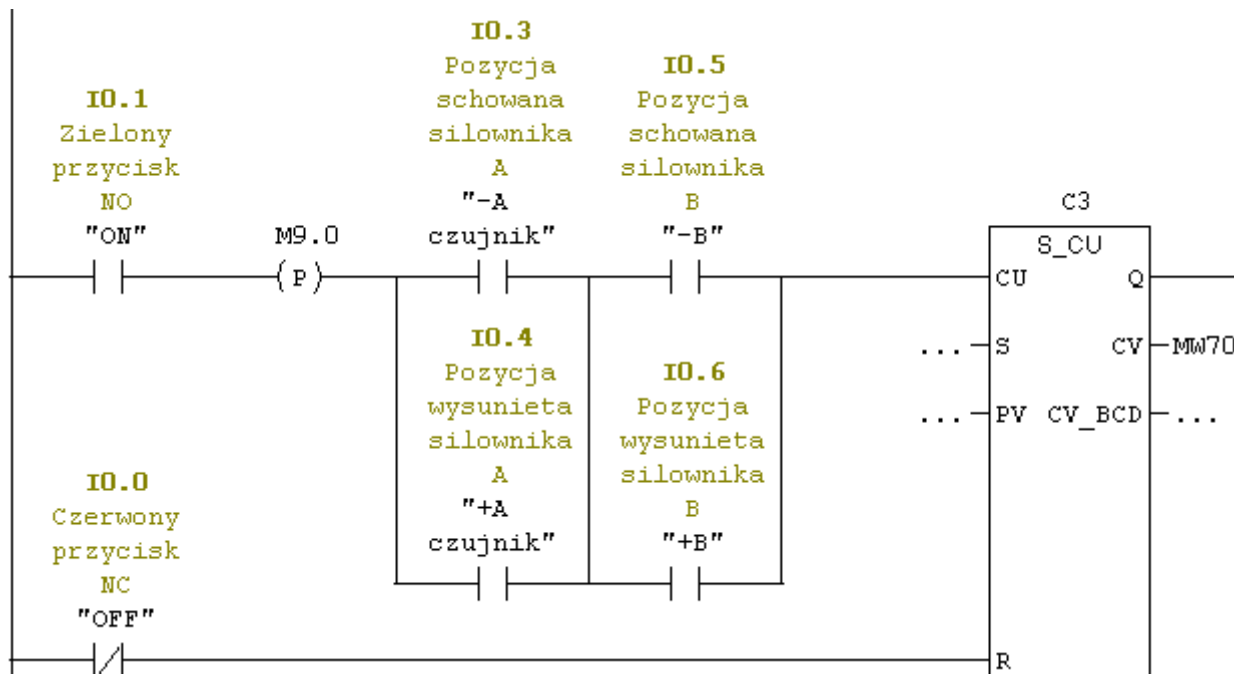 I0.1
Zielony
przycisk
NO
"ON"
M9.0
(P)
I0.3
Pozycja
schowana
silownika
A
"-A
czujnik"
I0.5
Pozycja
schowana
silownika
B
"-B"
C3
S_CU
CU
Q
... S
CV MW70
... PV
CV_BCD ...
I0.4
Pozycja
wysunieta
silownika
A
"+A
czujnik"
I0.6
Pozycja
wysunieta
silownika
B
"+B"
I0.0
Czerwony
przycisk
NC
"OFF"
R